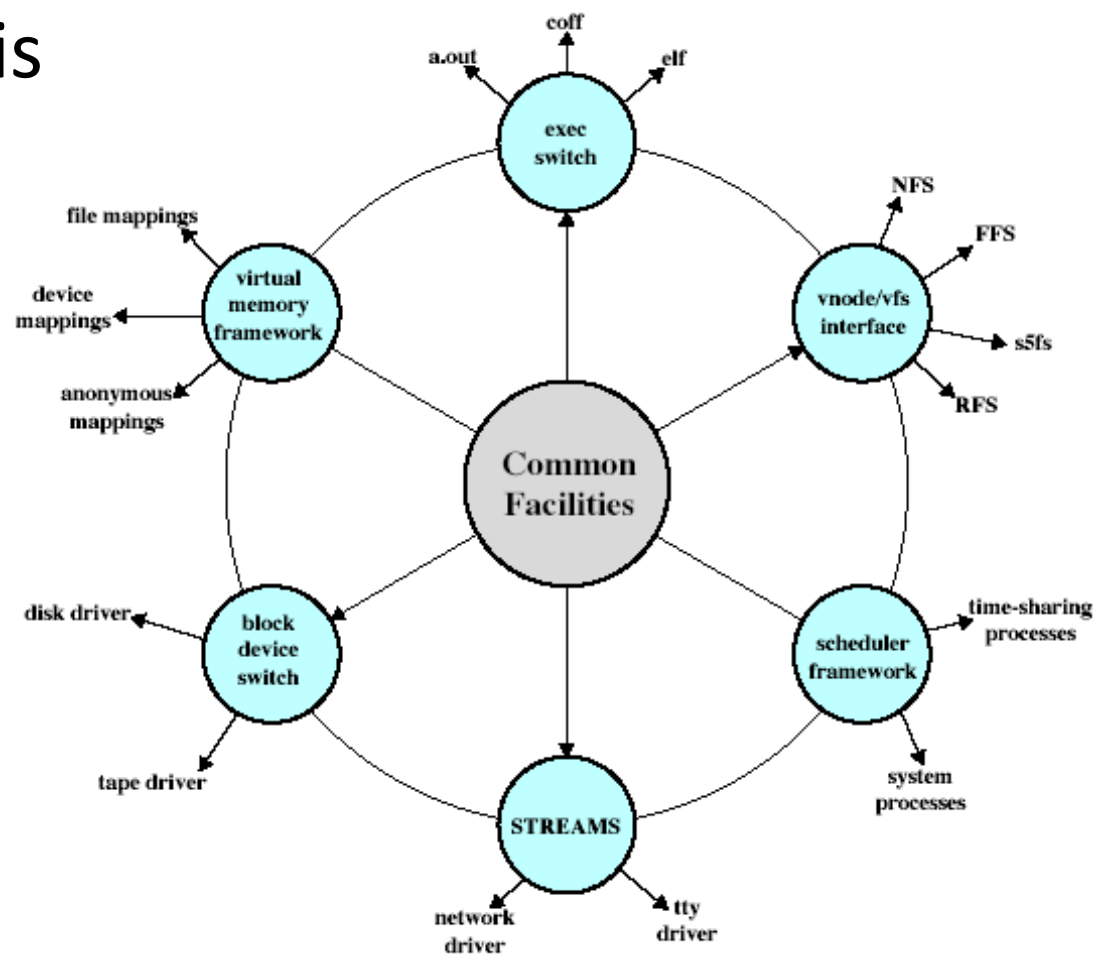 is
coff
a.out
elf
exec
switch
NFS
FFS
vnode/vfs
interface
s5fs
RFS
file mappings
virtual
memory
framework
device
mappings
anonymous
mappings
Common
Facilities
disk driver
block
device
switch
tape driver
time-sharing
processes
scheduler
framework
system
processes
STREAMS
network
driver
tty
driver